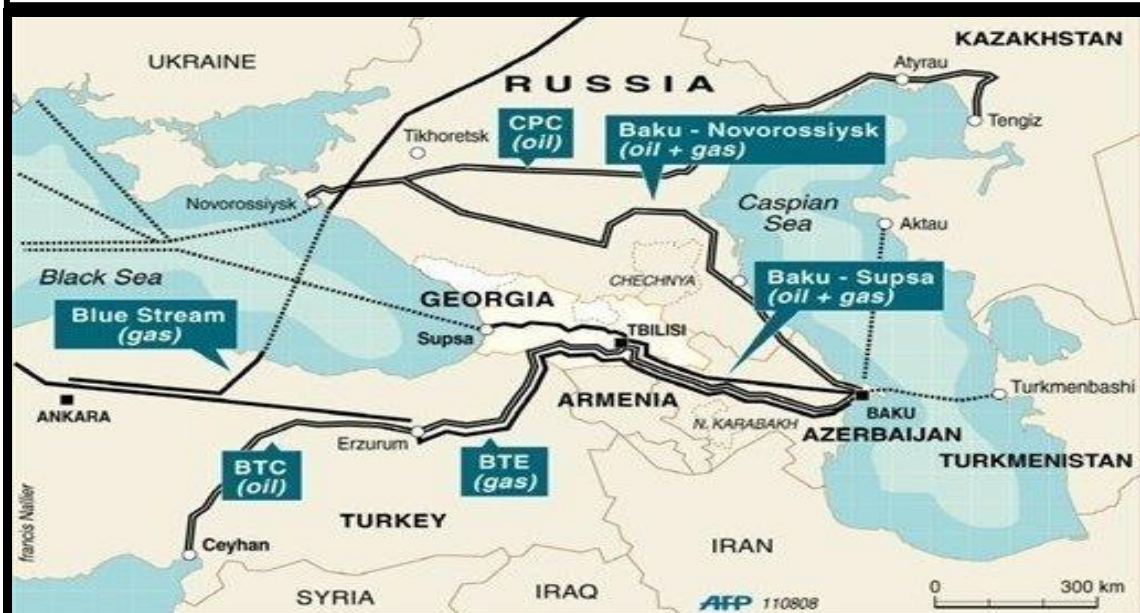 UKRAINE
KAZAKHSTAN
Atyrau
RUSSIA
Tengiz
CPC
(oil)
Baku - Novorossiysk
(oil + gas)
Tikhoretsk
Novorossiysk
Caspian
Sea
Aktau
Black Sea
CHECHNYA
Baku - Supsa
(oil + gas)
GEORGIA
Blue Stream
(gas)
Supsa
TBILISI
Turkmenbashi
ANKARA
ARMENIA
BAKU
N. KARABAKH
AZERBAIJAN
Erzurum
TURKMENISTAN
BTC
(oil)
BTE
(gas)
TURKEY
francis Nallier
Ceyhan
IRAN
SYRIA
IRAQ
AFP 110808
0 300 km